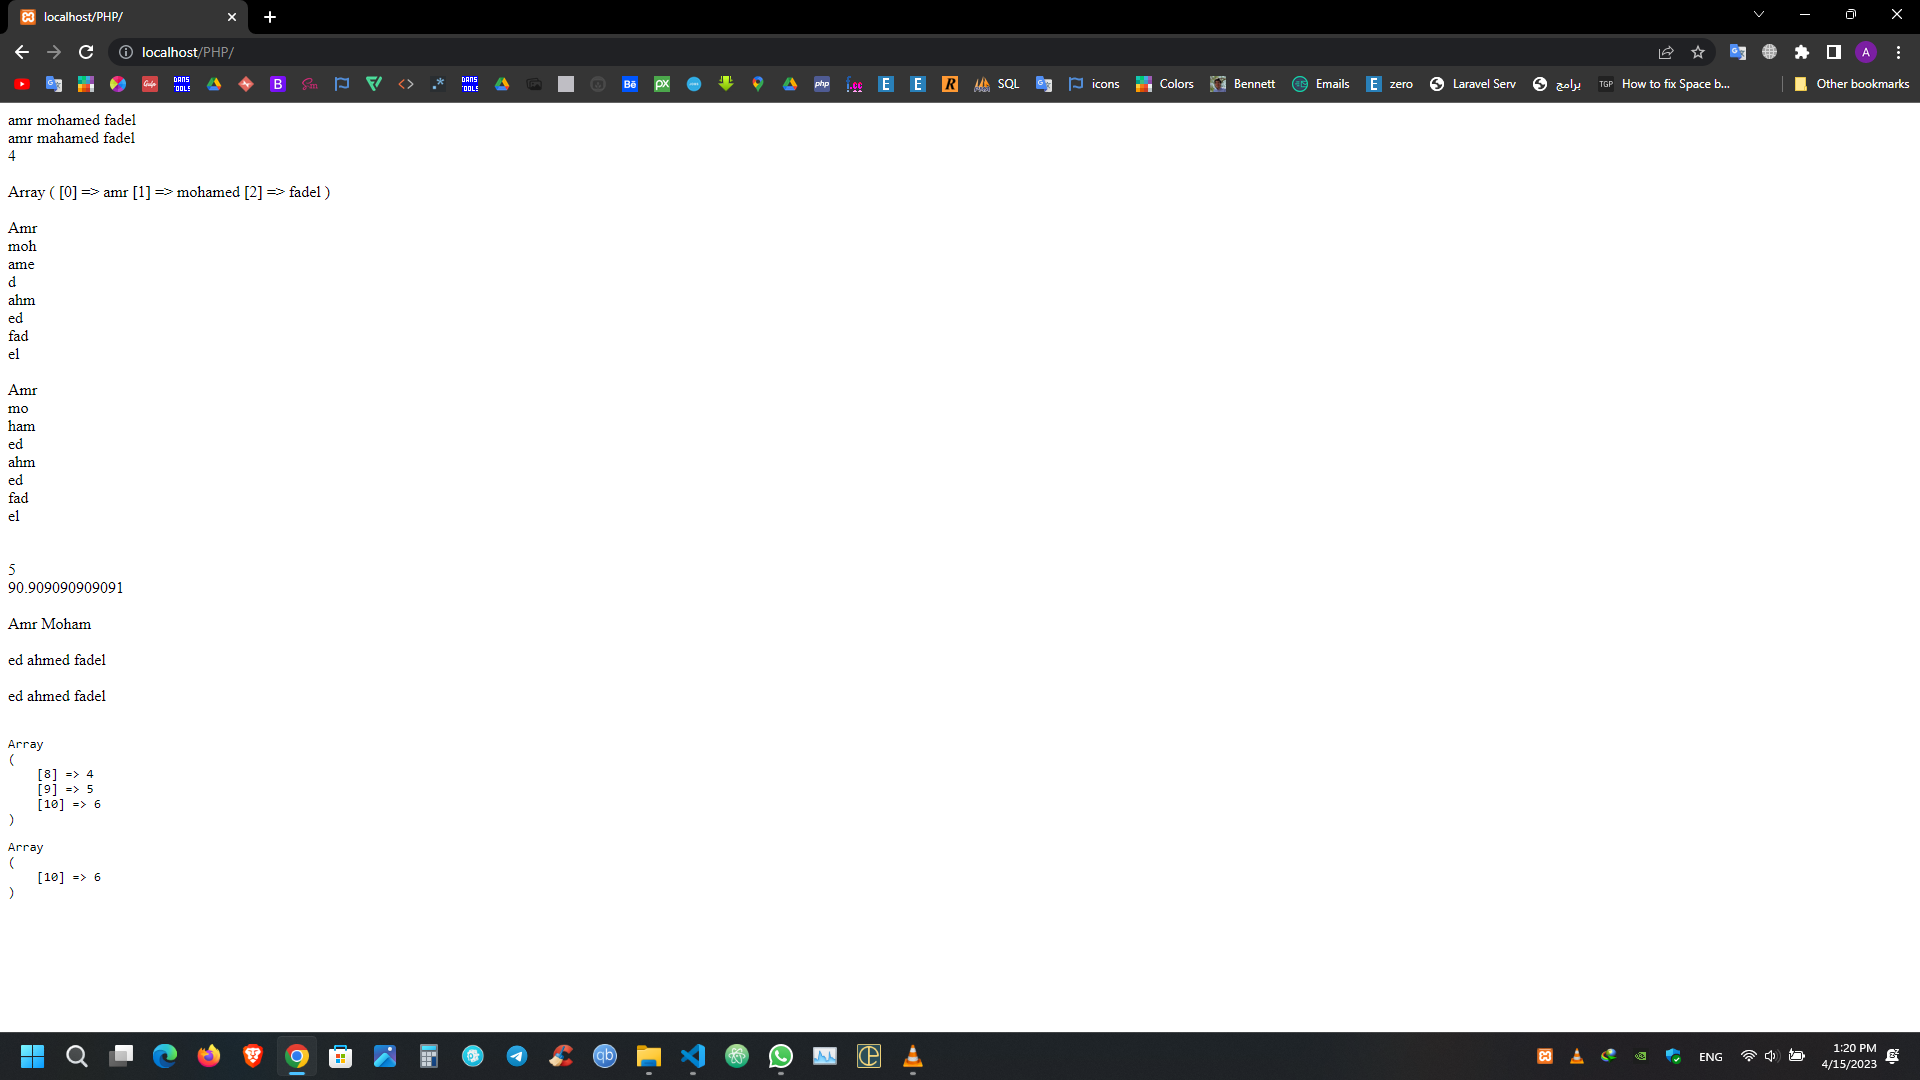 localhost/PHP/
localhost/PHP/
SQL
icons
Colors
Bennett
Emails
zero
Laravel Serv
برامج
TGP
How to fix Space b...
Other bookmarks
amr mohamed fadel
amr mahamed fadel
4
Array ( [0] => amr [1] => mohamed [2] => fadel )
Amr
moh
ame
d
ahm
ed
fad
el
Amr
mo
ham
ed
ahm
ed
fad
el
5
90.909090909091
Amr Moham
ed ahmed fadel
ed ahmed fadel
Array
(
    [8] => 4
    [9] => 5
    [10] => 6
)
Array
(
    [10] => 6
)
ENG
1:20 PM
4/15/2023